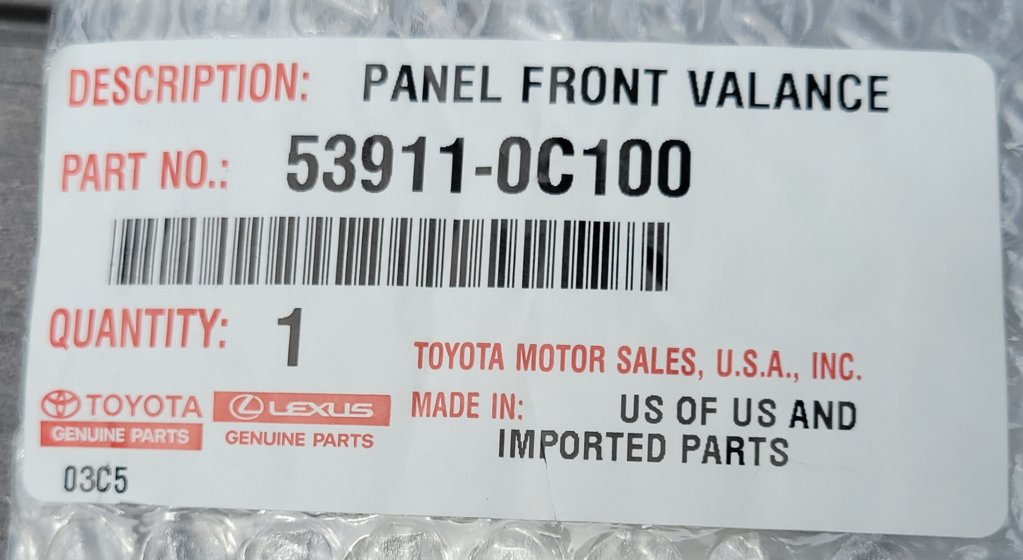 DESCRIPTION: PANEL FRONT VALANCE
PART NO.: 53911-0C100
QUANTITY: 1
TOYOTA MOTOR SALES, U.S.A., INC.
TOYOTA
GENUINE PARTS
LEXUS
GENUINE PARTS
MADE IN: US OF US AND
IMPORTED PARTS
03C5